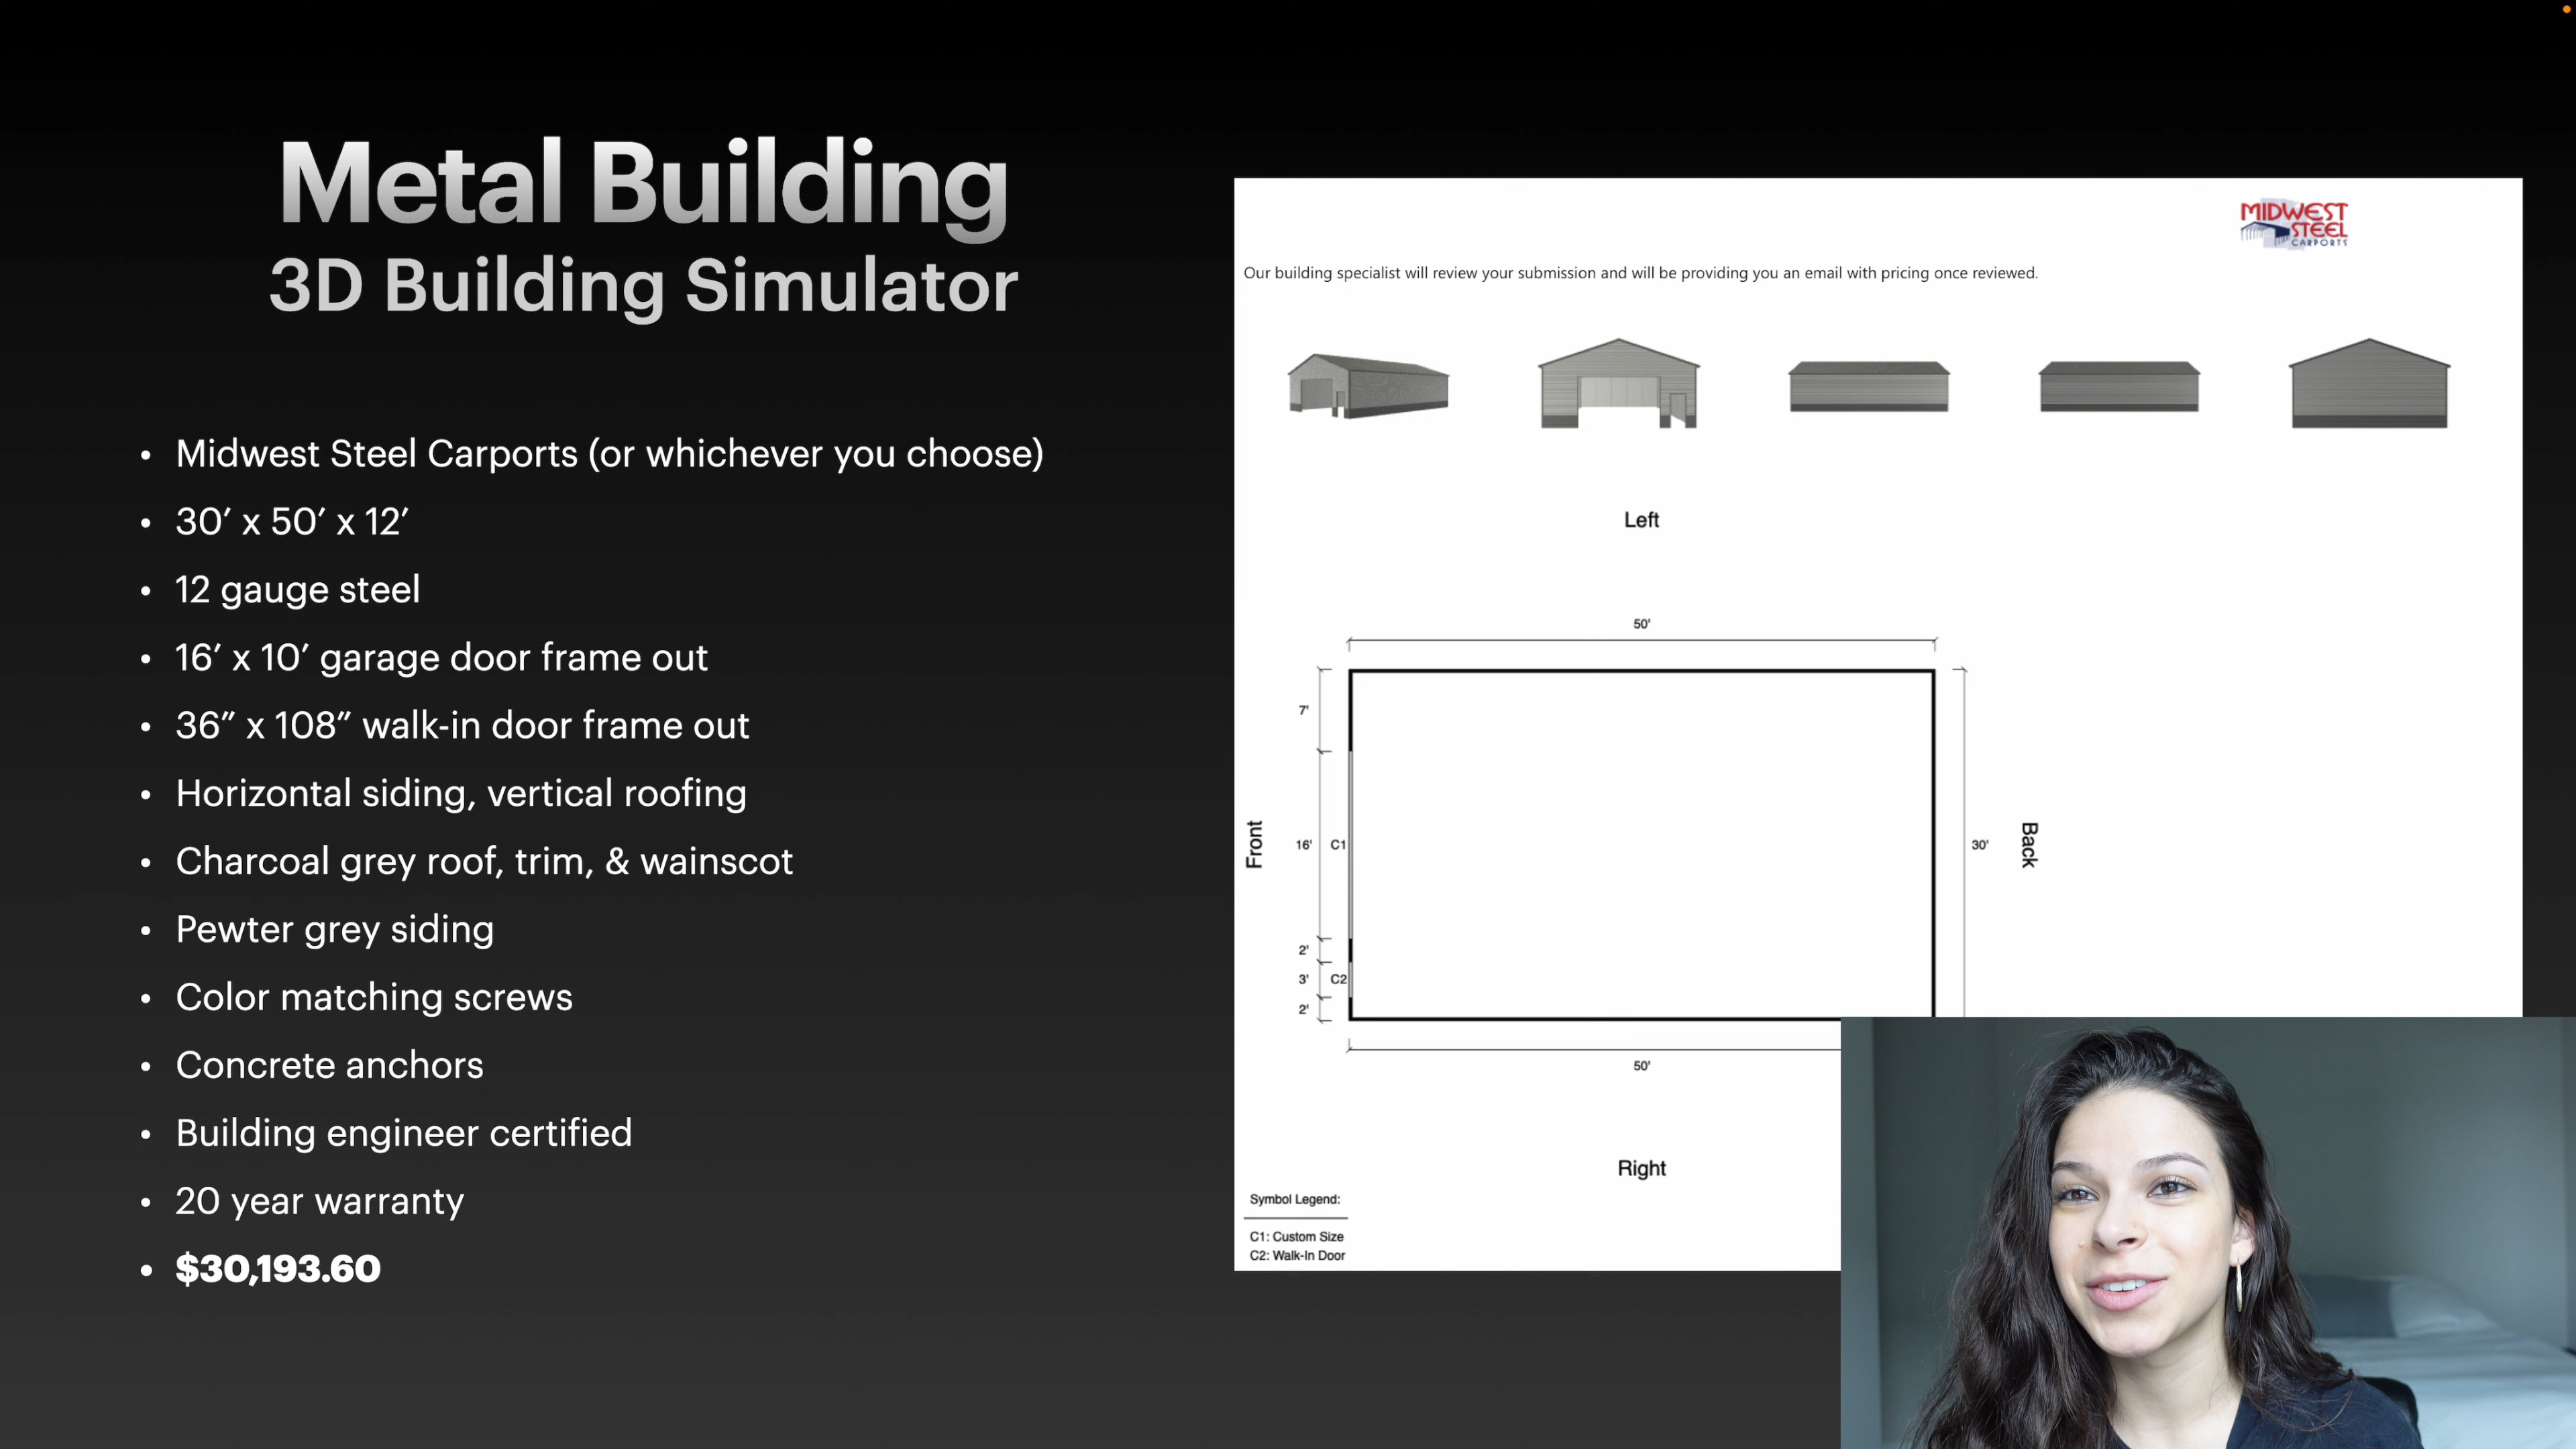 Metal Building
3D Building Simulator
• Midwest Steel Carports (or whichever you choose)
• 30′ x 50′ x 12′
• 12 gauge steel
• 16′ x 10′ garage door frame out
• 36″ x 108″ walk-in door frame out
• Horizontal siding, vertical roofing
• Charcoal grey roof, trim, & wainscot
• Pewter grey siding
• Color matching screws
• Concrete anchors
• Building engineer certified
• 20 year warranty
• $30,193.60
MIDWEST
STEEL
CARPORTS
Our building specialist will review your submission and will be providing you an email with pricing once reviewed.
Left
50'
7'
Front
16' C1
30'
Back
2'
3' C2
2'
50'
Right
Symbol Legend:
C1: Custom Size
C2: Walk-In Door